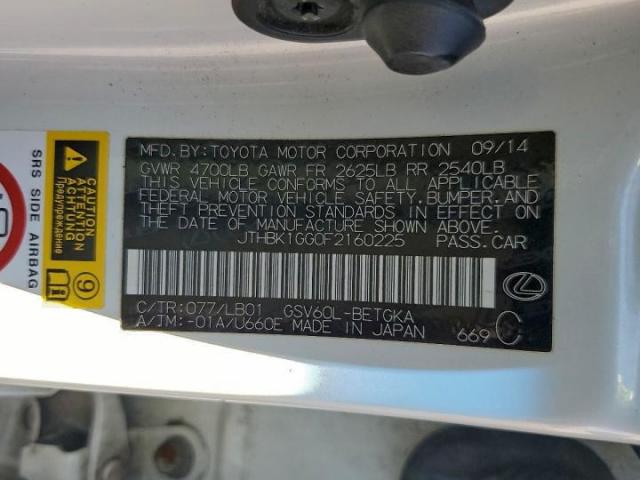 MFD. BY: TOYOTA MOTOR CORPORATION 09/14
GVWR 4700LB GAWR FR 2625LB RR 2540LB
THIS VEHICLE CONFORMS TO ALL APPLICABLE
FEDERAL MOTOR VEHICLE SAFETY, BUMPER, AND
THEFT PREVENTION STANDARDS IN EFFECT ON
THE DATE OF MANUFACTURE SHOWN ABOVE.
JTHBK1GG0F2160225 PASS. CAR
C/TR: 077/LB01 GSV60L-BETGKA
A/TM: -01A/U660E MADE IN JAPAN
669 C
SRS SIDE AIRBAG
CAUTION
ATTENTION
ACHTUNG
Предупреждение
9